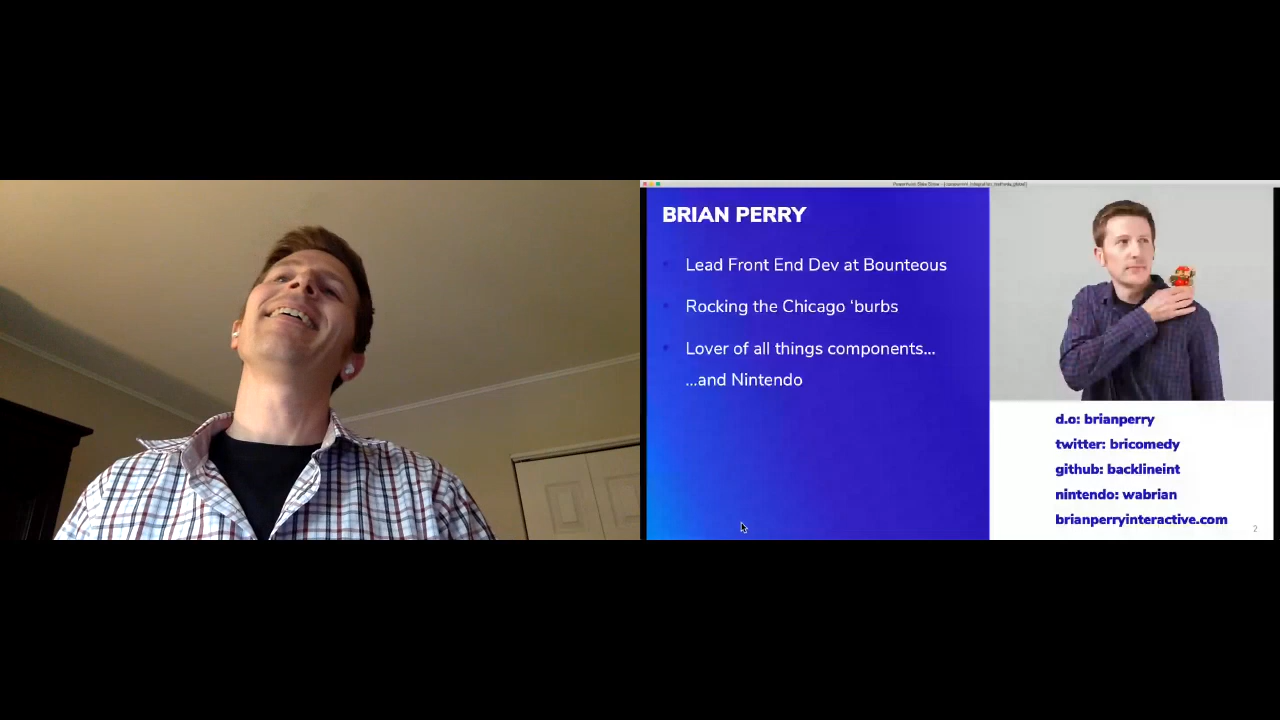 BRIAN PERRY
Lead Front End Dev at Bounteous
Rocking the Chicago ‘burbs
Lover of all things components...
...and Nintendo
d.o: brianperry
twitter: bricomedy
github: backlineint
nintendo: wabrian
brianperryinteractive.com
2